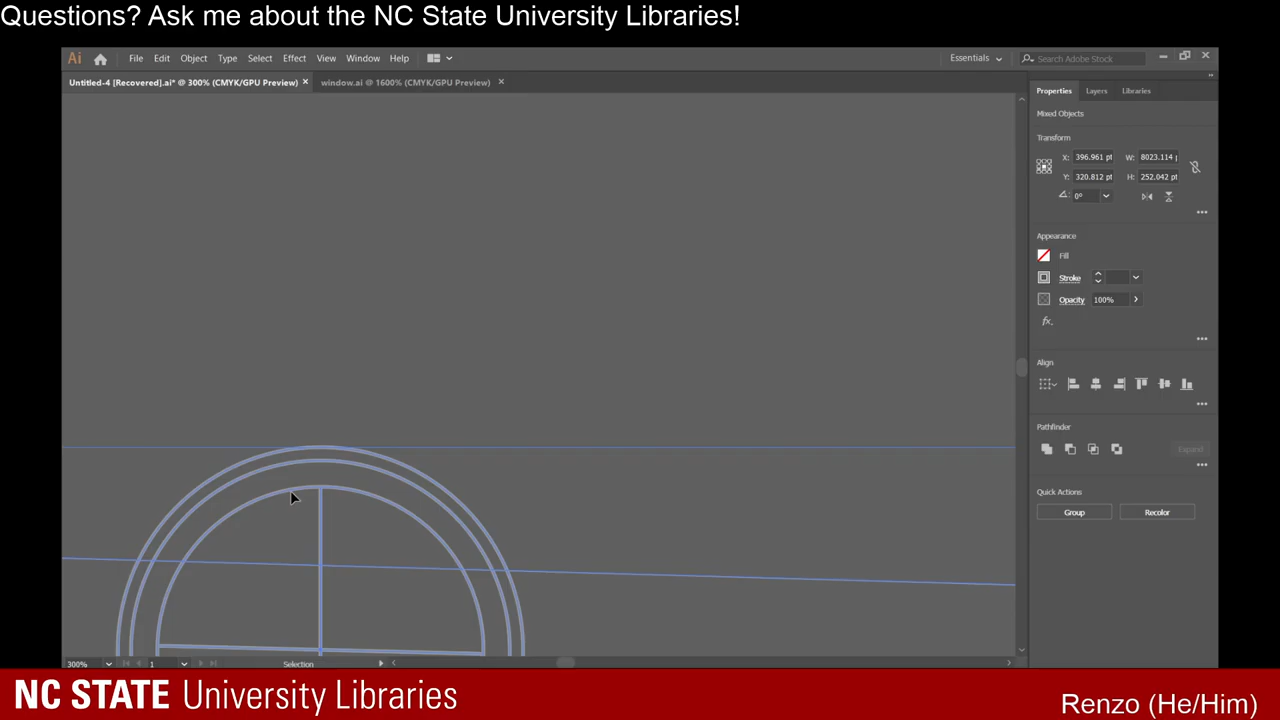 Questions? Ask me about the NC State University Libraries!
Ai File Edit Object Type Select Effect View Window Help Essentials Search Adobe Stock
Untitled-4 [Recovered].ai* @ 300% (CMYK/GPU Preview) × window.ai @ 1600% (CMYK/GPU Preview) ×
Properties Layers Libraries
Mixed Objects
Transform
X: 396.961 pt W: 8023.114 p
Y: 320.812 pt H: 252.042 pt
0°
Appearance
Fill
Stroke
Opacity 100%
fx.
Align
Pathfinder
Expand
Quick Actions
Group Recolor
300% 1 Selection
NC STATE University Libraries
Renzo (He/Him)